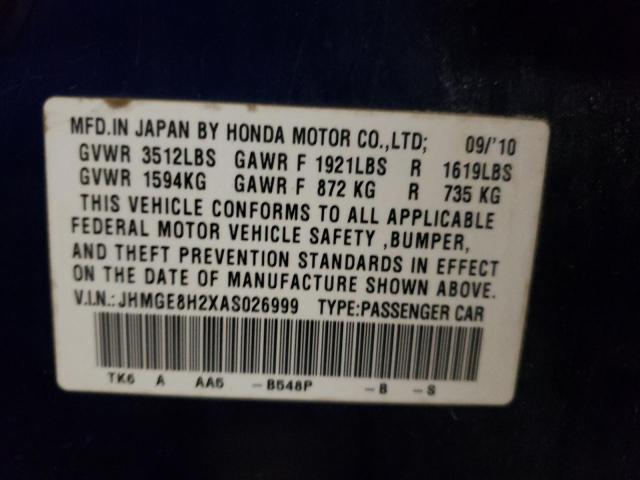 MFD.IN JAPAN BY HONDA MOTOR CO.,LTD; 09/'10
GVWR 3512LBS GAWR F 1921LBS R 1619LBS
GVWR 1594KG GAWR F 872 KG R 735 KG
THIS VEHICLE CONFORMS TO ALL APPLICABLE
FEDERAL MOTOR VEHICLE SAFETY ,BUMPER,
AND THEFT PREVENTION STANDARDS IN EFFECT
ON THE DATE OF MANUFACTURE SHOWN ABOVE.
V.I.N.: JHMGE8H2XAS026999 TYPE:PASSENGER CAR
TK6 A AA5 -B548P -B -S